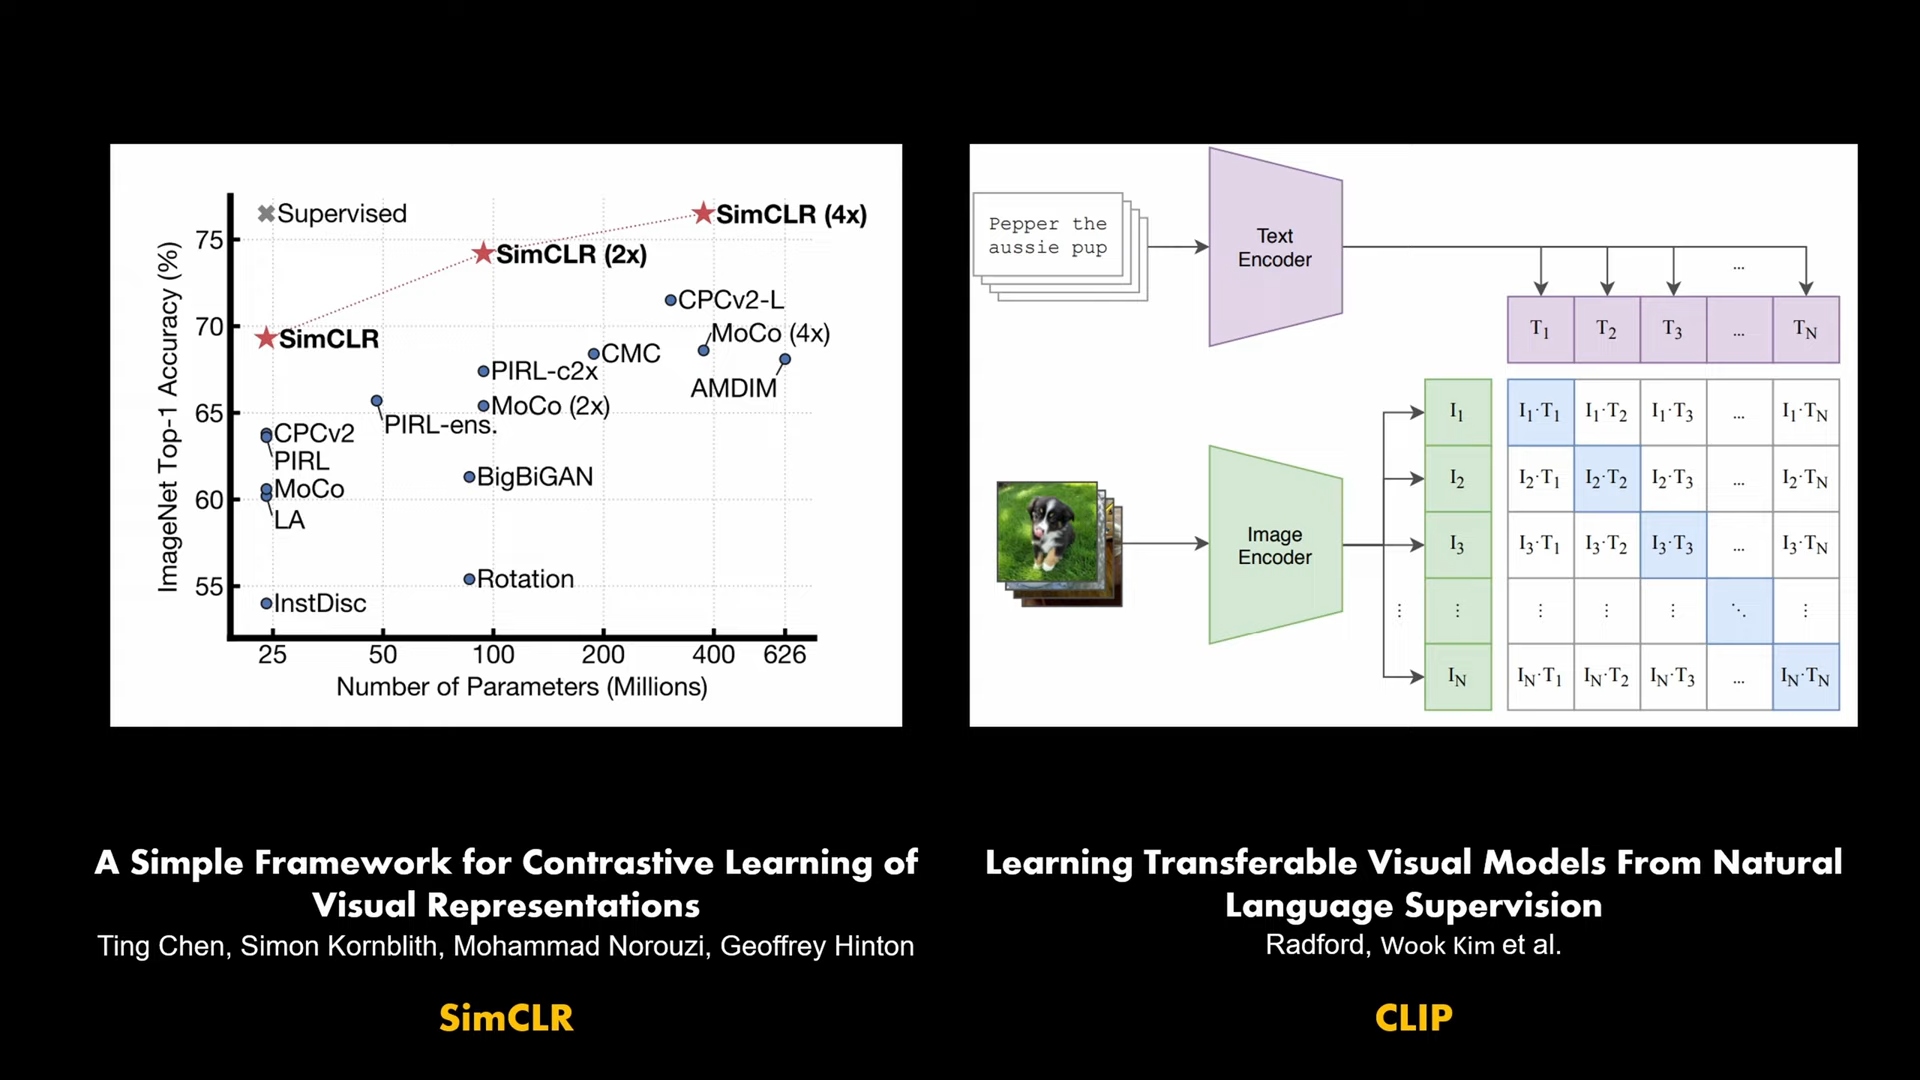 Supervised
SimCLR (4x)
75
SimCLR (2x)
CPCv2-L
70
MoCo (4x)
SimCLR
CMC
PIRL-c2x
AMDIM
65
MoCo (2x)
PIRL-ens.
CPCv2
PIRL
BigBiGAN
MoCo
60
LA
Rotation
55
InstDisc
ImageNet Top-1 Accuracy (%)
25 50 100 200 400 626
Number of Parameters (Millions)
Pepper the
aussie pup
Text
Encoder
...
T1 T2 T3 ... TN
Image
Encoder
I1 I1·T1 I1·T2 I1·T3 ... I1·TN
I2 I2·T1 I2·T2 I2·T3 ... I2·TN
I3 I3·T1 I3·T2 I3·T3 ... I3·TN
⋮ ⋮ ⋮ ⋮ ⋮ ⋱ ⋮
IN IN·T1 IN·T2 IN·T3 ... IN·TN
A Simple Framework for Contrastive Learning of
Visual Representations
Ting Chen, Simon Kornblith, Mohammad Norouzi, Geoffrey Hinton
SimCLR
Learning Transferable Visual Models From Natural
Language Supervision
Radford, Wook Kim et al.
CLIP